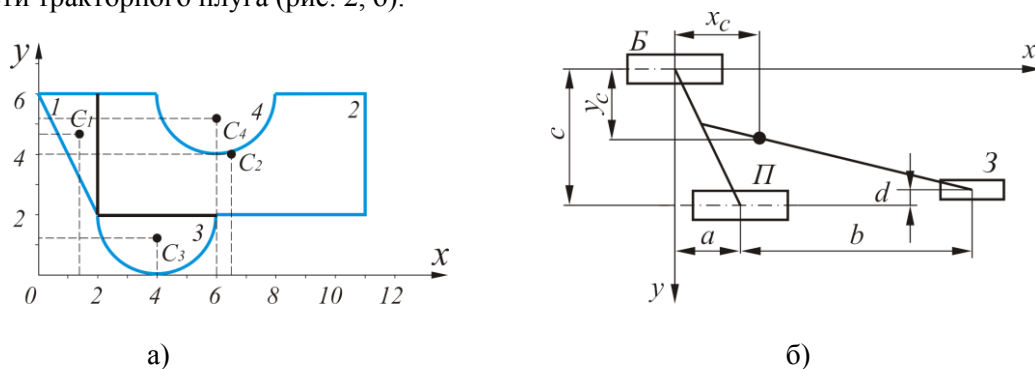 сти тракторного плуга (рис. 2, б).
y
6
4
2
0 2 4 6 8 10 12
x
1
C1
4
2
C4
C2
3
C3
а)
xc
Б
x
yc
c
П
З
d
a
b
y
б)